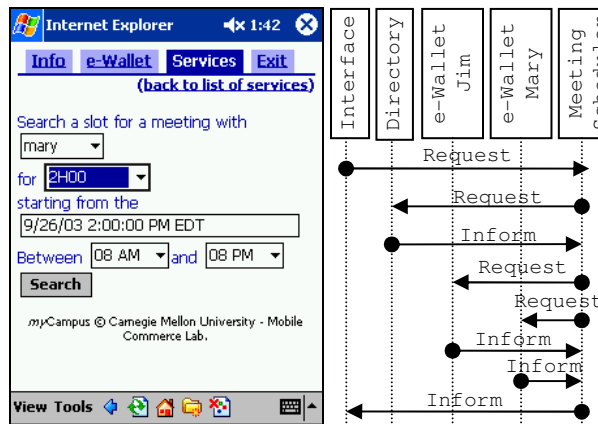 Internet Explorer 1:42
Info e-Wallet Services Exit
(back to list of services)
Search a slot for a meeting with
mary
for 2H00
starting from the
9/26/03 2:00:00 PM EDT
Between 08 AM and 08 PM
Search
myCampus © Carnegie Mellon University - Mobile
Commerce Lab.
View Tools
Interface
Directory
e-Wallet
Jim
e-Wallet
Mary
Meeting
Request
Request
Inform
Request
Request
Inform
Inform
Inform